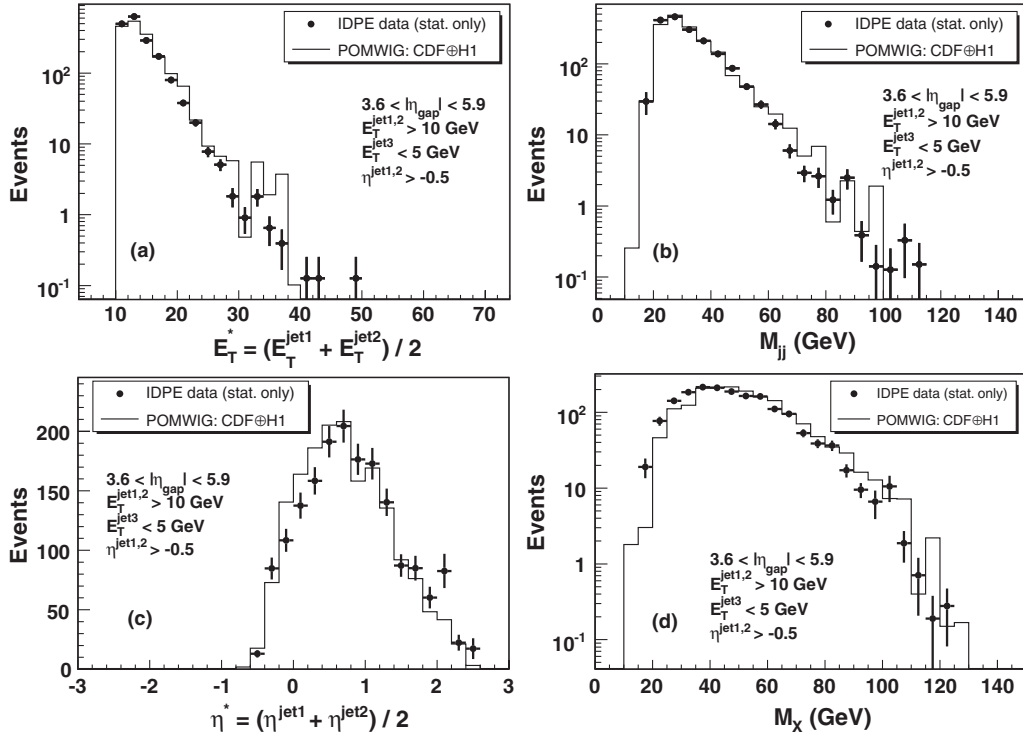 IDPE data (stat. only)
POMWIG: CDF⊕H1
3.6 < |η_gap| < 5.9
E_T^jet1,2 > 10 GeV
E_T^jet3 < 5 GeV
η^jet1,2 > -0.5
(a)
Events
10^2
10
1
10^-1
10 20 30 40 50 60 70
E_T^* = (E_T^jet1 + E_T^jet2) / 2
IDPE data (stat. only)
POMWIG: CDF⊕H1
3.6 < |η_gap| < 5.9
E_T^jet1,2 > 10 GeV
E_T^jet3 < 5 GeV
η^jet1,2 > -0.5
(b)
Events
10^2
10
1
10^-1
0 20 40 60 80 100 120 140
M_jj (GeV)
IDPE data (stat. only)
POMWIG: CDF⊕H1
3.6 < |η_gap| < 5.9
E_T^jet1,2 > 10 GeV
E_T^jet3 < 5 GeV
η^jet1,2 > -0.5
(c)
Events
200
150
100
50
0
-3 -2 -1 0 1 2 3
η^* = (η^jet1 + η^jet2) / 2
IDPE data (stat. only)
POMWIG: CDF⊕H1
3.6 < |η_gap| < 5.9
E_T^jet1,2 > 10 GeV
E_T^jet3 < 5 GeV
η^jet1,2 > -0.5
(d)
Events
10^2
10
1
10^-1
0 20 40 60 80 100 120 140
M_X (GeV)